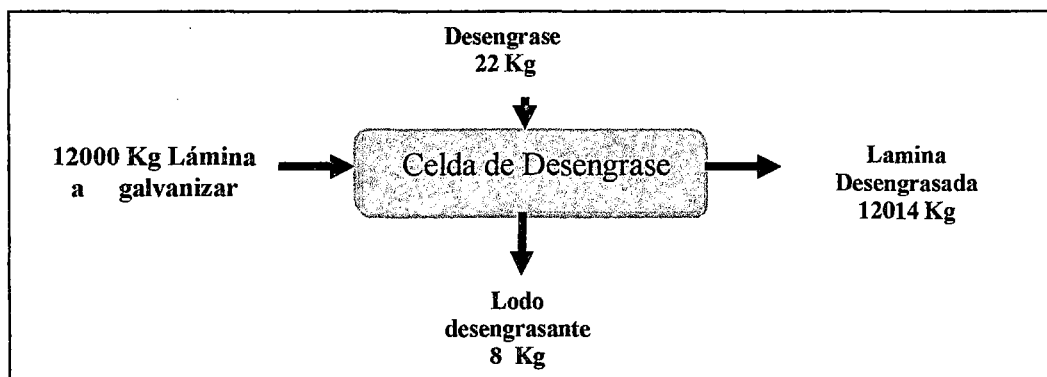 Desengrase
22 Kg
12000 Kg Lámina
a galvanizar
Celda de Desengrase
Lamina
Desengrasada
12014 Kg
Lodo
desengrasante
8 Kg